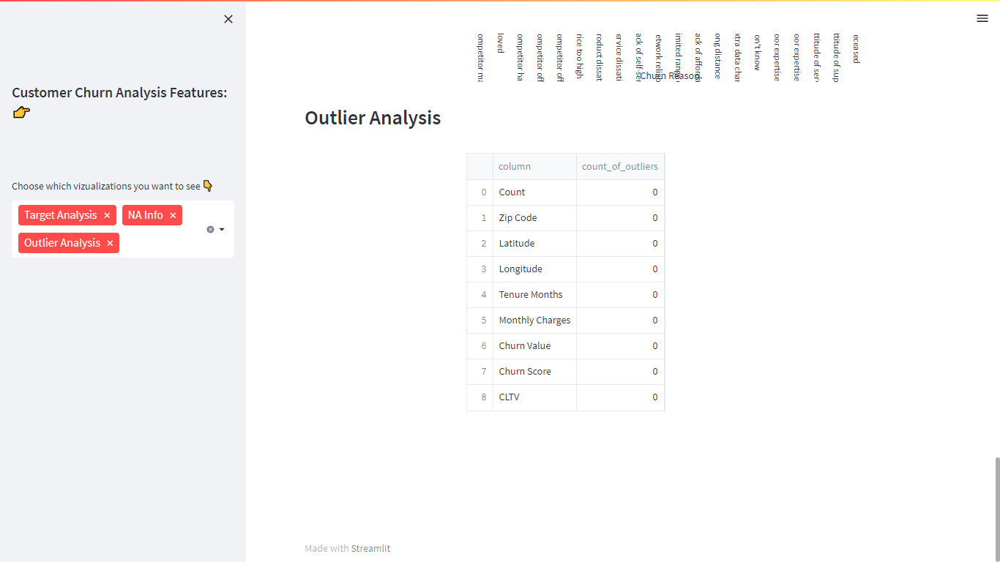 Customer Churn Analysis Features:
👉
Choose which vizualizations you want to see 👇
Target Analysis ×
NA Info ×
Outlier Analysis ×
ompetitor ma
loved
ompetitor ha
ompetitor off
ompetitor off
rice too high
roduct dissat
ervice dissati
ack of self-ser
etwork reliab
imited range
ack of afforda
ong distance
xtra data char
on't know
oor expertise
oor expertise
ttitude of serv
ttitude of sup
eceased
Churn Reason
Outlier Analysis
column count_of_outliers
0 Count 0
1 Zip Code 0
2 Latitude 0
3 Longitude 0
4 Tenure Months 0
5 Monthly Charges 0
6 Churn Value 0
7 Churn Score 0
8 CLTV 0
Made with Streamlit